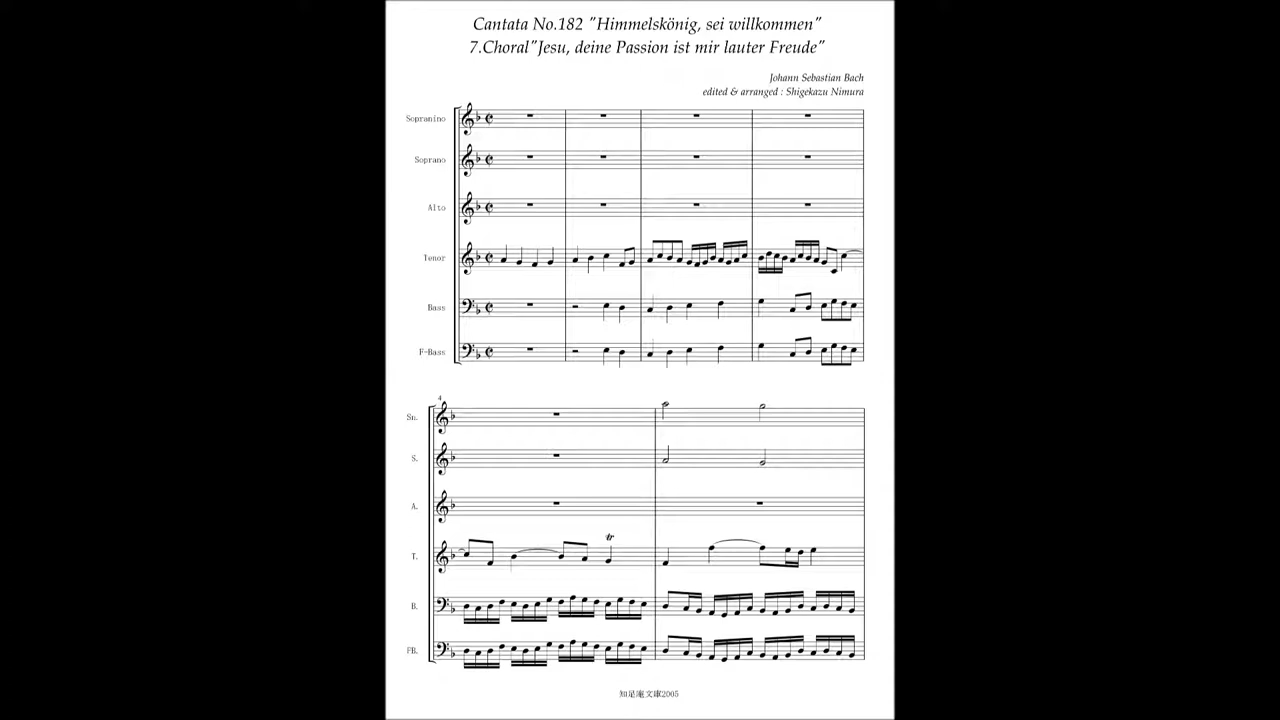 Cantata No.182 "Himmelskönig, sei willkommen"
7.Choral"Jesu, deine Passion ist mir lauter Freude"
Johann Sebastian Bach
edited & arranged : Shigekazu Nimura
Sopranino
Soprano
Alto
Tenor
Bass
F-Bass
4
Sn.
S.
A.
T.
tr
B.
FB.
知足庵文庫2005